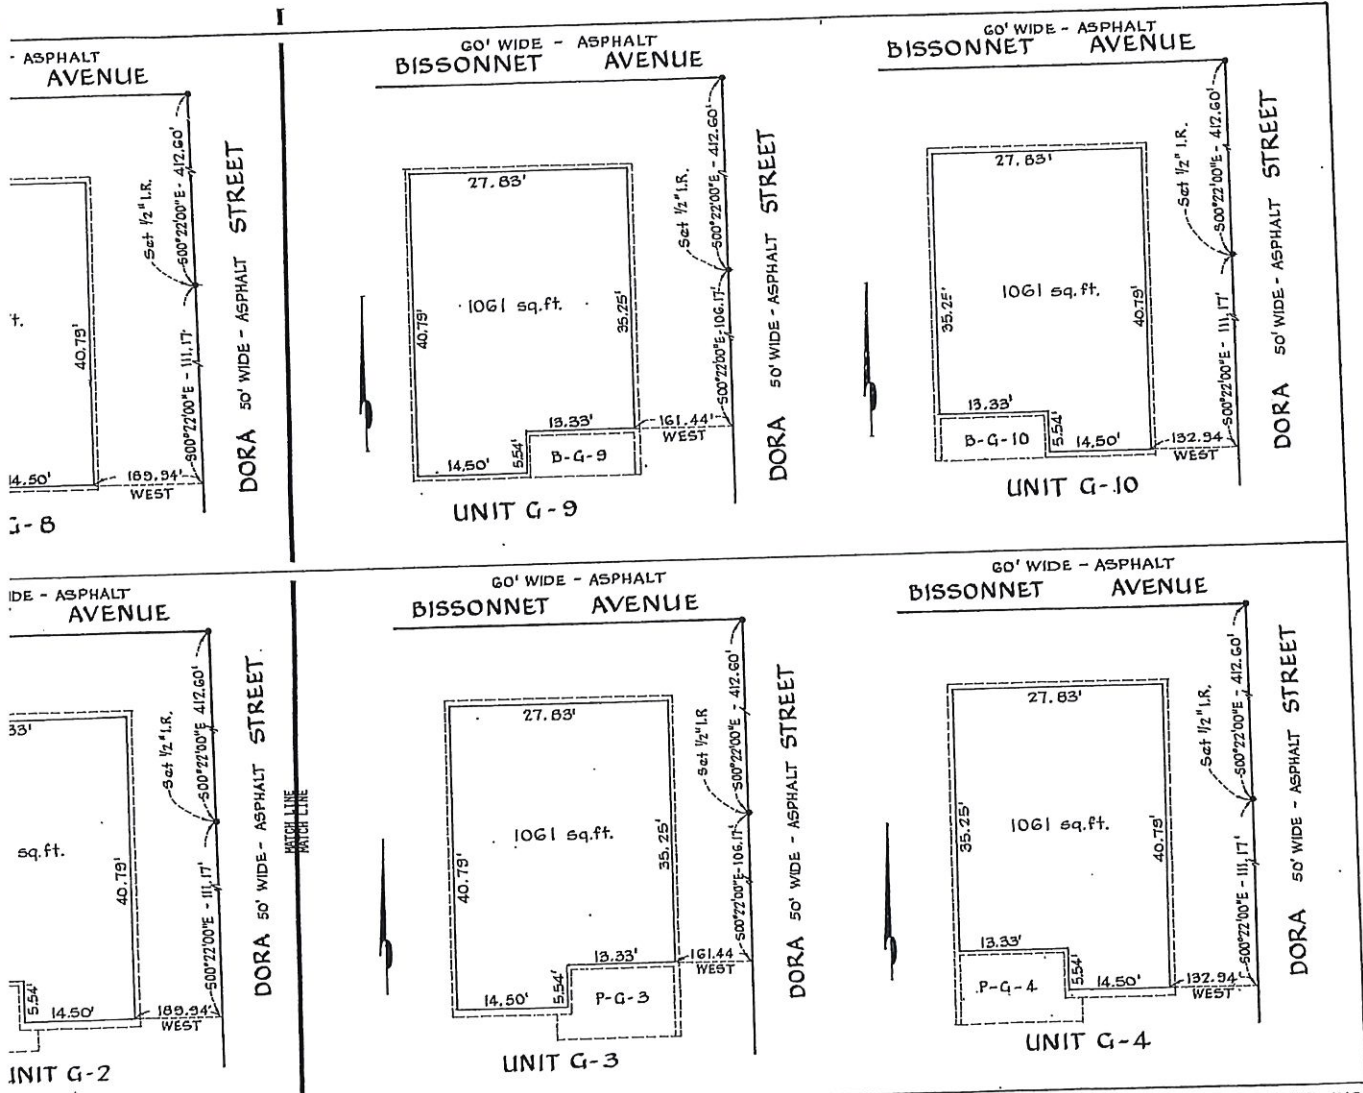 - ASPHALT
AVENUE
S00°22'00"E - 412.60'
Set 1/2" I.R.
S00°22'00"E - 111.17'
DORA 50' WIDE - ASPHALT STREET
40.79'
14.50'
189.94'
WEST
G-8
60' WIDE - ASPHALT
BISSONNET AVENUE
27.83'
S00°22'00"E - 412.60'
Set 1/2" I.R.
1061 sq.ft.
40.79'
35.25'
S00°22'00"E-106.17'
DORA 50' WIDE - ASPHALT STREET
13.33'
161.44'
WEST
14.50'
5.54'
B-G-9
UNIT G-9
60' WIDE - ASPHALT
BISSONNET AVENUE
27.83'
S00°22'00"E - 412.60'
Set 1/2" I.R.
1061 sq.ft.
35.25'
40.79'
S00°22'00"E - 111.17'
DORA 50' WIDE - ASPHALT STREET
13.33'
B-G-10
5.54'
14.50'
132.94
WEST
UNIT G-10
IDE - ASPHALT
AVENUE
33'
S00°22'00"E 412.60'
Set 1/2" I.R.
sq.ft.
40.79'
S00°22'00"E - 111.17'
DORA 50' WIDE - ASPHALT STREET
5.54'
14.50'
189.94'
WEST
UNIT G-2
MATCH LINE
MATCH LINE
60' WIDE - ASPHALT
BISSONNET AVENUE
27.83'
S00°22'00"E - 412.60'
Set 1/2" I.R
1061 sq.ft.
40.79'
35.25'
S00°22'00"E-106.17'
DORA 50' WIDE - ASPHALT STREET
13.33'
161.44
WEST
14.50'
5.54'
P-G-3
UNIT G-3
60' WIDE - ASPHALT
BISSONNET AVENUE
27.83'
S00°22'00"E - 412.60'
Set 1/2" I.R.
1061 sq.ft.
35.25'
40.79'
S00°22'00"E - 111.17'
DORA 50' WIDE - ASPHALT STREET
13.33'
P-G-4
5.54'
14.50'
132.94'
WEST
UNIT G-4